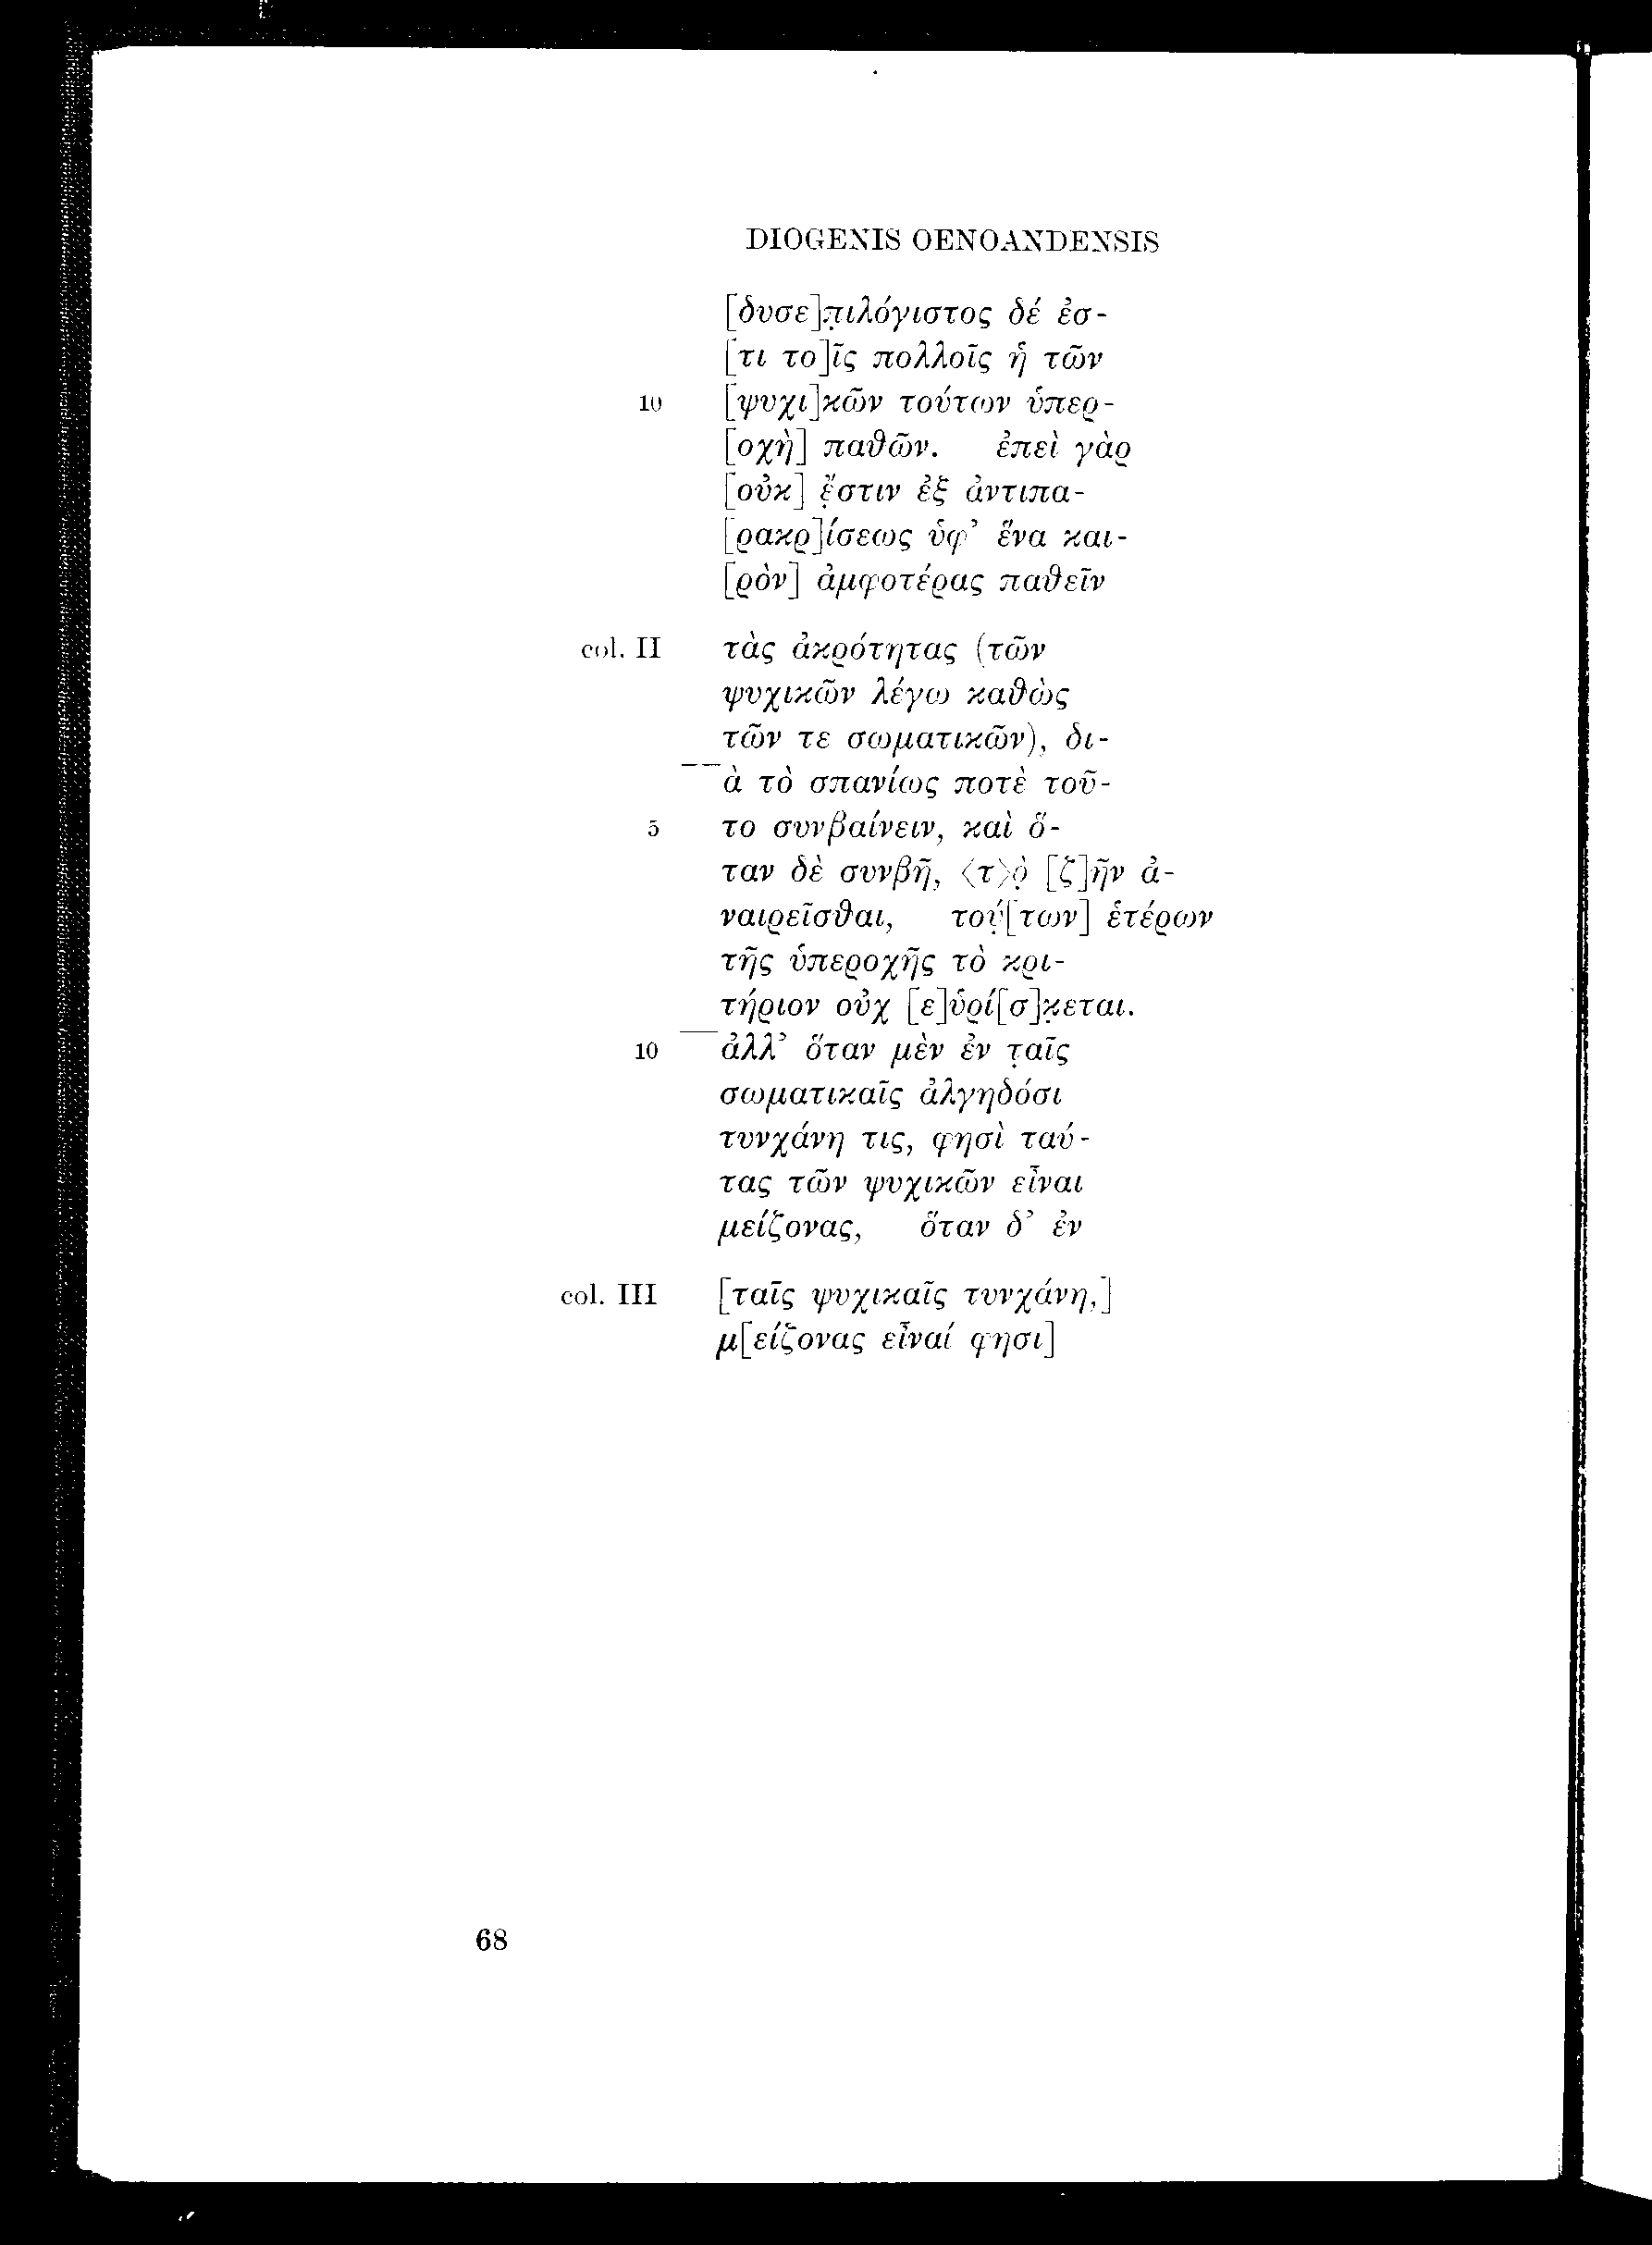 DIOGENIS OENOANDENSIS
[δυσε]π̣ιλόγιστος δέ ἐσ-
[τι το]ῖς πολλοῖς ἡ τῶν
10 [ψυχι]κῶν τούτων ὑπερ-
[οχὴ] παθῶν. ἐπεὶ γὰρ
[οὐκ] ἔ̣στιν ἐξ ἀντιπα-
[ρακρ]ίσεως ὑφ’ ἕνα και-
[ρὸν] ἀμφοτέρας παθεῖν
col. II τὰς ἀκρότητας (τῶν
ψυχικῶν λέγω καθὼς
τῶν τε σωματικῶν), δι-
ὰ τὸ σπανίως ποτὲ τοῦ-
5 το συνβαίνειν, καὶ ὅ-
ταν δὲ συνβῇ, ⟨τ⟩ὸ̣ [ζ]ῆν ἀ-
ναιρεῖσθαι, τού̣[των] ἑτέρων
τῆς ὑπεροχῆς τὸ κρι-
τήριον οὐχ [ε]ὑρί[σ]κ̣εται.
10 ἀλλ’ ὅταν μὲν ἐν τ̣αῖς
σωματικαῖς ἀλγηδόσι
τυνχάνῃ τις, φησὶ ταύ-
τας τῶν ψυχικῶν εἶναι
μείζονας, ὅταν δ’ ἐν
col. III [ταῖς ψυχικαῖς τυνχάνῃ,]
μ[είζονας εἶναί φησι]
68